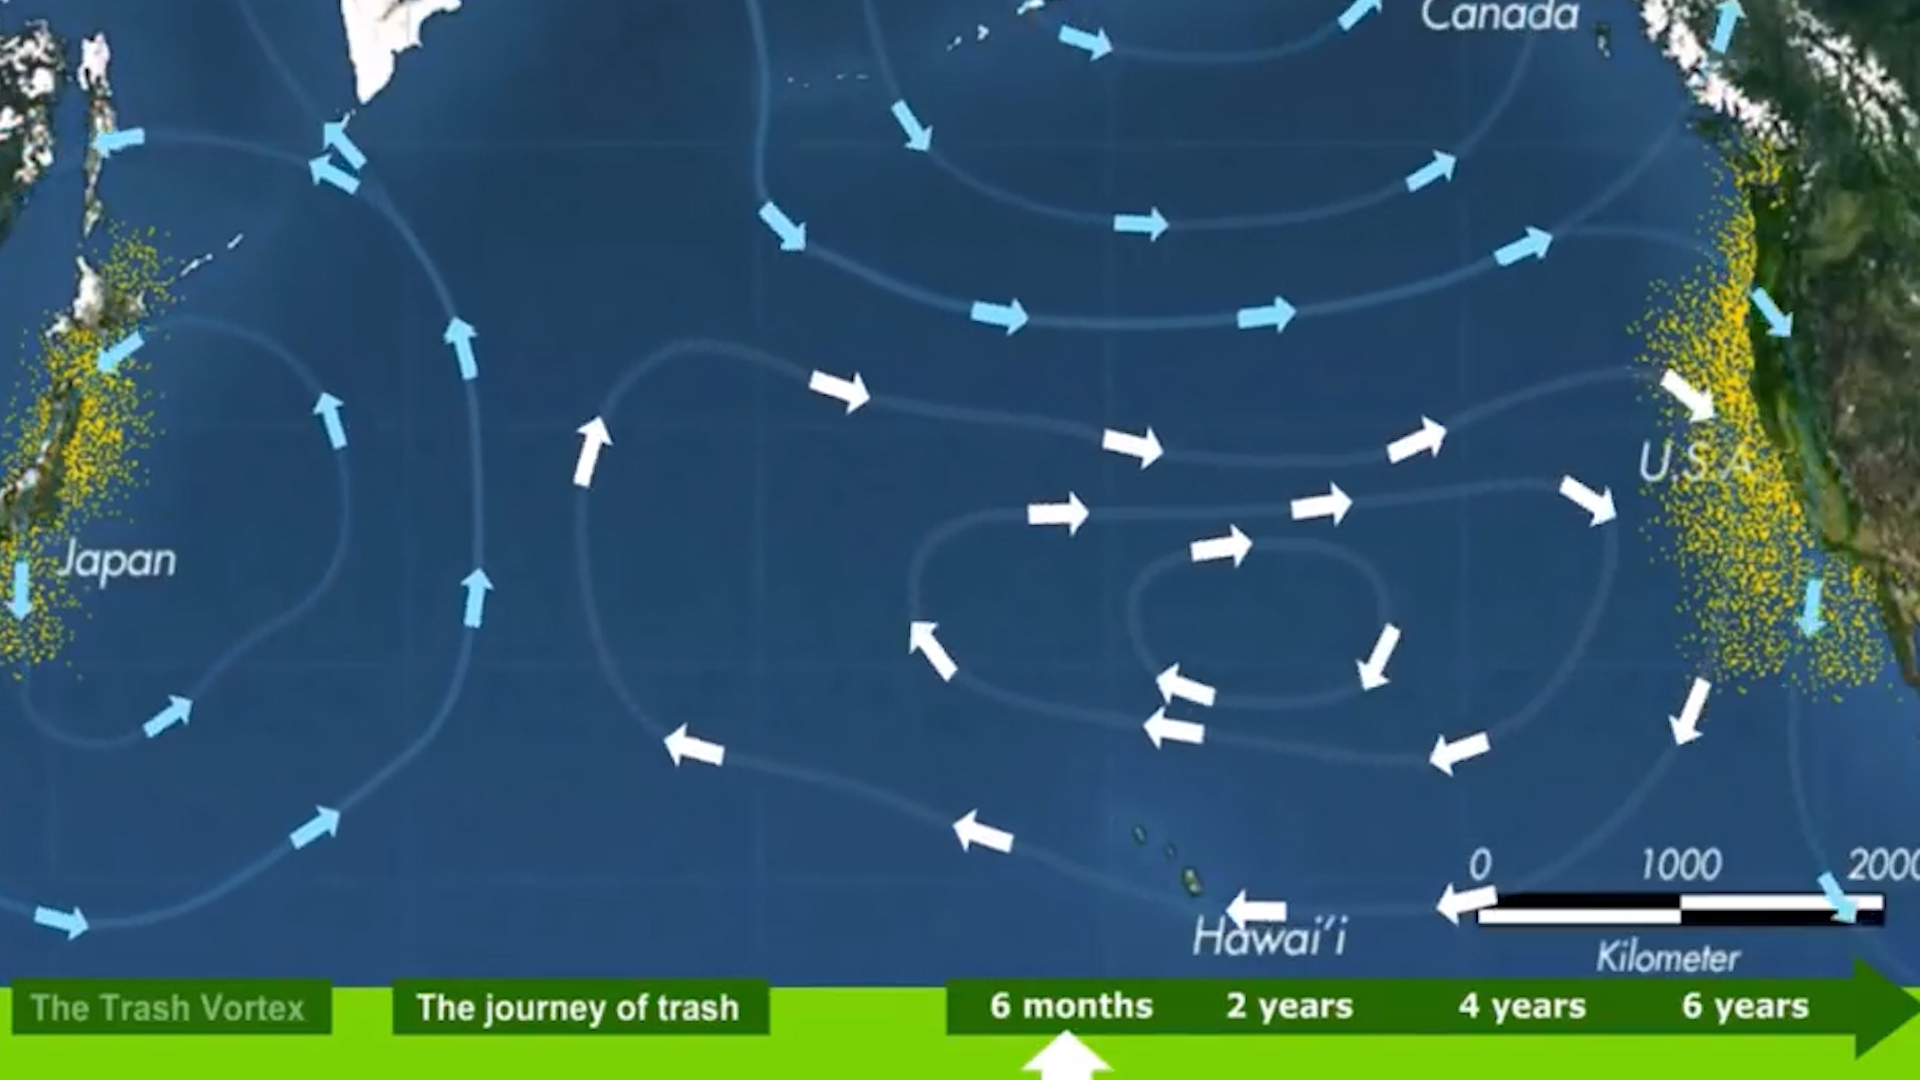 Canada
U.S.A
Japan
0 1000 2000
Hawai'i
Kilometer
The Trash Vortex
The journey of trash
6 months 2 years 4 years 6 years